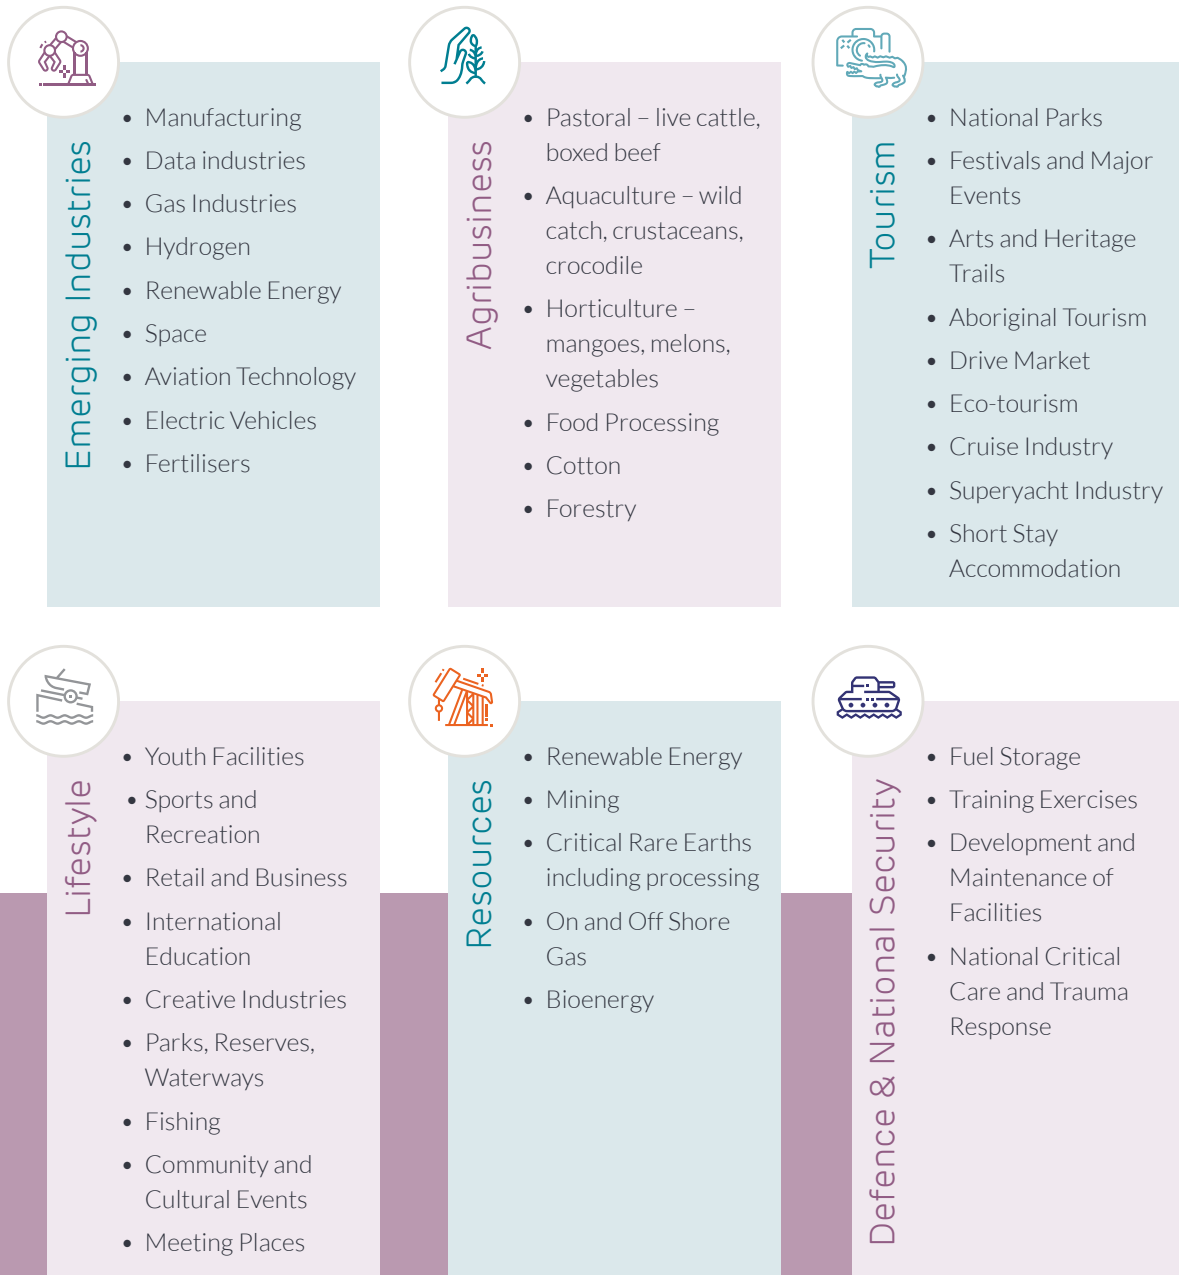 Emerging Industries
• Manufacturing
• Data industries
• Gas Industries
• Hydrogen
• Renewable Energy
• Space
• Aviation Technology
• Electric Vehicles
• Fertilisers
Agribusiness
• Pastoral – live cattle,
boxed beef
• Aquaculture – wild
catch, crustaceans,
crocodile
• Horticulture –
mangoes, melons,
vegetables
• Food Processing
• Cotton
• Forestry
Tourism
• National Parks
• Festivals and Major
Events
• Arts and Heritage
Trails
• Aboriginal Tourism
• Drive Market
• Eco-tourism
• Cruise Industry
• Superyacht Industry
• Short Stay
Accommodation
Lifestyle
• Youth Facilities
• Sports and
Recreation
• Retail and Business
• International
Education
• Creative Industries
• Parks, Reserves,
Waterways
• Fishing
• Community and
Cultural Events
• Meeting Places
Resources
• Renewable Energy
• Mining
• Critical Rare Earths
including processing
• On and Off Shore
Gas
• Bioenergy
Defence & National Security
• Fuel Storage
• Training Exercises
• Development and
Maintenance of
Facilities
• National Critical
Care and Trauma
Response